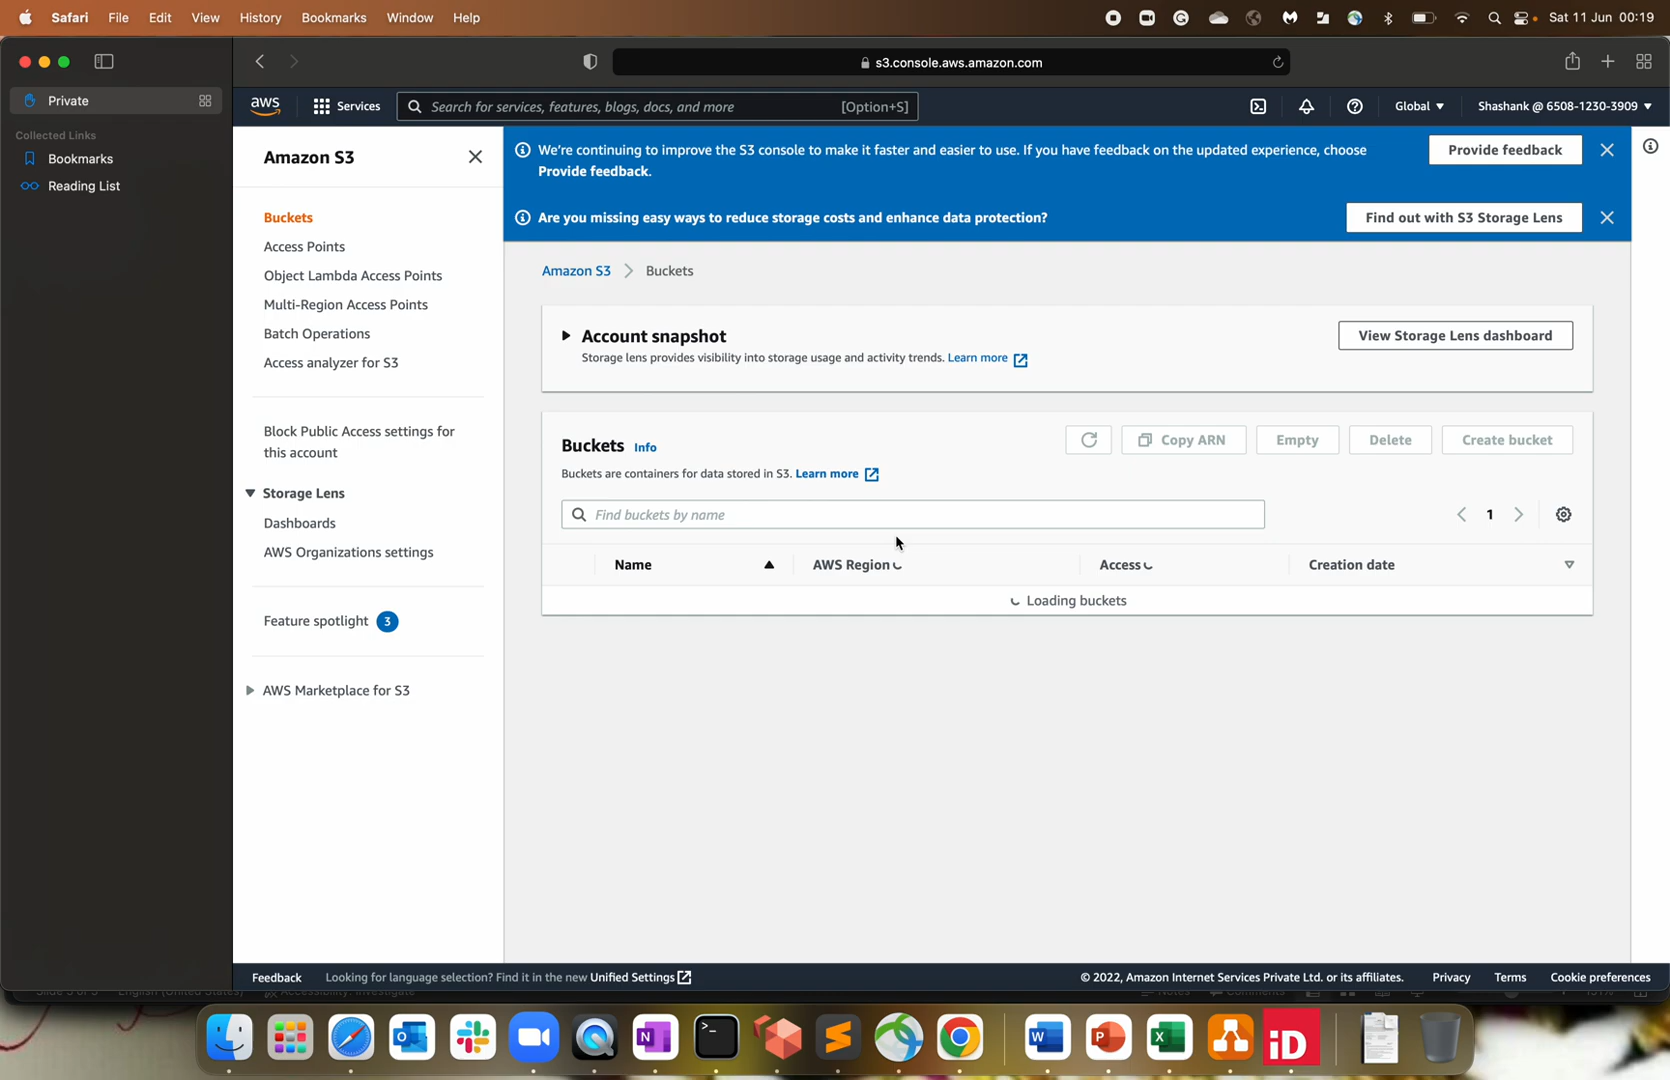 Safari File Edit View History Bookmarks Window Help
Sat 11 Jun 00:19
s3.console.aws.amazon.com
Private
Collected Links
Bookmarks
Reading List
aws
Services
Search for services, features, blogs, docs, and more [Option+S]
Global
Shashank @ 6508-1230-3909
Amazon S3
Buckets
Access Points
Object Lambda Access Points
Multi-Region Access Points
Batch Operations
Access analyzer for S3
Block Public Access settings for
this account
Storage Lens
Dashboards
AWS Organizations settings
Feature spotlight 3
AWS Marketplace for S3
We're continuing to improve the S3 console to make it faster and easier to use. If you have feedback on the updated experience, choose
Provide feedback.
Provide feedback
Are you missing easy ways to reduce storage costs and enhance data protection?
Find out with S3 Storage Lens
Amazon S3 Buckets
Account snapshot
Storage lens provides visibility into storage usage and activity trends. Learn more
View Storage Lens dashboard
Buckets Info
Buckets are containers for data stored in S3. Learn more
Copy ARN
Empty
Delete
Create bucket
Find buckets by name
1
Name AWS Region Access Creation date
Loading buckets
Feedback Looking for language selection? Find it in the new Unified Settings
© 2022, Amazon Internet Services Private Ltd. or its affiliates. Privacy Terms Cookie preferences
N
W
P
X
iD